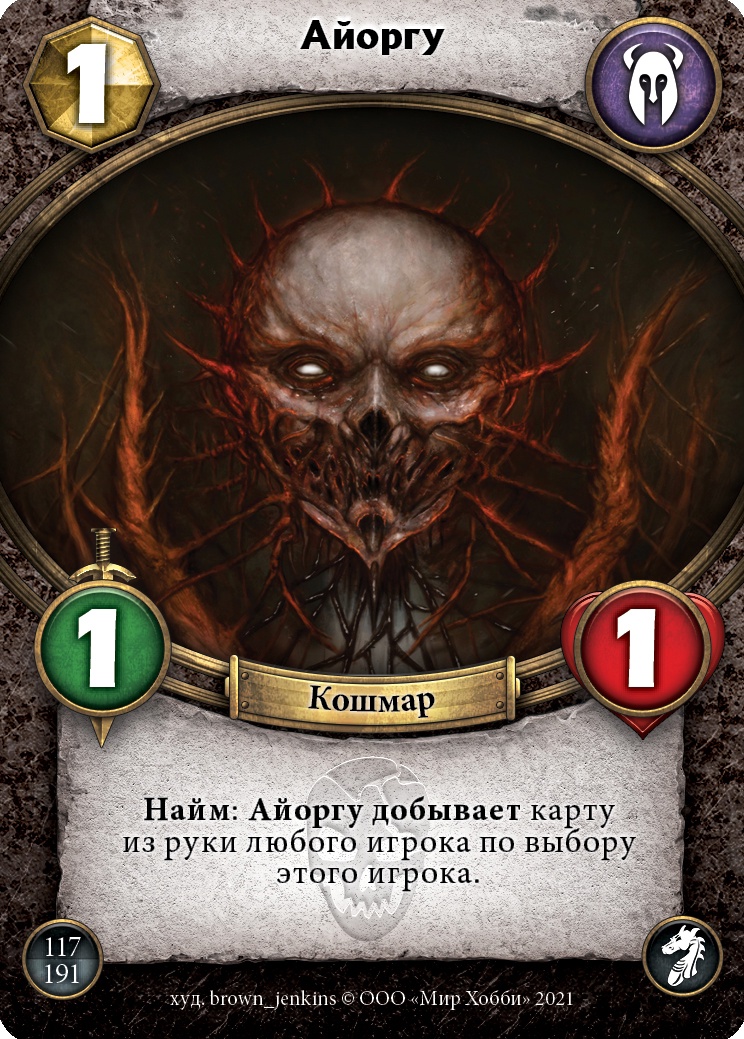 Айоргу
1
1
1
Кошмар
Найм: Айоргу добывает карту
из руки любого игрока по выбору
этого игрока.
117
191
худ. brown_jenkins © ООО «Мир Хобби» 2021